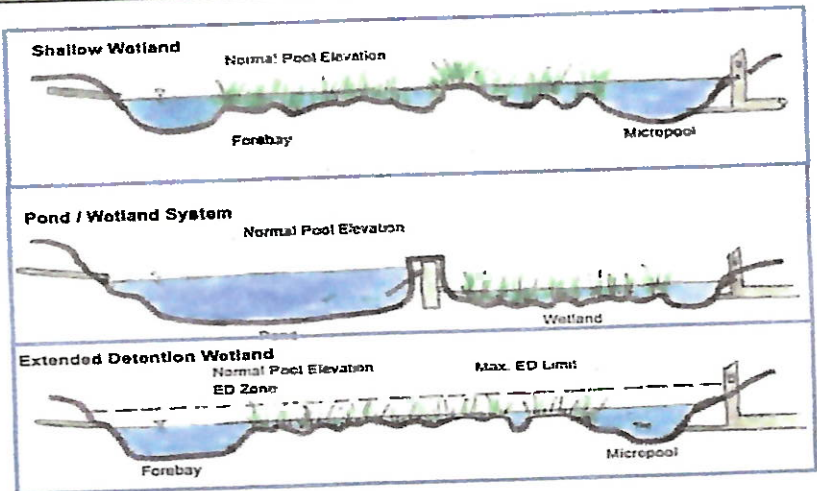 Shallow Wetland
Normal Pool Elevation
Forebay
Micropool
Pond / Wetland System
Normal Pool Elevation
Pond
Wetland
Extended Detention Wetland
Normal Pool Elevation
Max. ED Limit
ED Zone
Forebay
Micropool